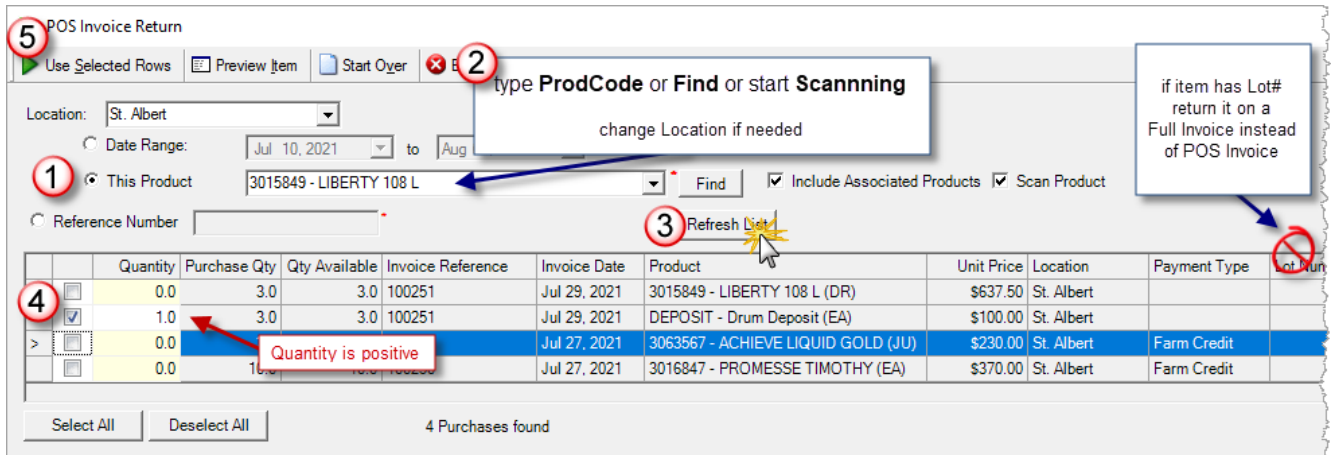 POS Invoice Return
5
Use Selected Rows Preview Item Start Over E
2
type ProdCode or Find or start Scannning
change Location if needed
if item has Lot#
return it on a
Full Invoice instead
of POS Invoice
Location: St. Albert
Date Range: Jul 10, 2021 to Aug
1
This Product 3015849 - LIBERTY 108 L * Find Include Associated Products Scan Product
Reference Number *
3
Refresh List
Quantity Purchase Qty Qty Available Invoice Reference Invoice Date Product Unit Price Location Payment Type Lot Num
0.0 3.0 3.0 100251 Jul 29, 2021 3015849 - LIBERTY 108 L (DR) $637.50 St. Albert
4
1.0 3.0 3.0 100251 Jul 29, 2021 DEPOSIT - Drum Deposit (EA) $100.00 St. Albert
> 0.0 Jul 27, 2021 3063567 - ACHIEVE LIQUID GOLD (JU) $230.00 St. Albert Farm Credit
Quantity is positive
0.0 Jul 27, 2021 3016847 - PROMESSE TIMOTHY (EA) $370.00 St. Albert Farm Credit
Select All Deselect All 4 Purchases found